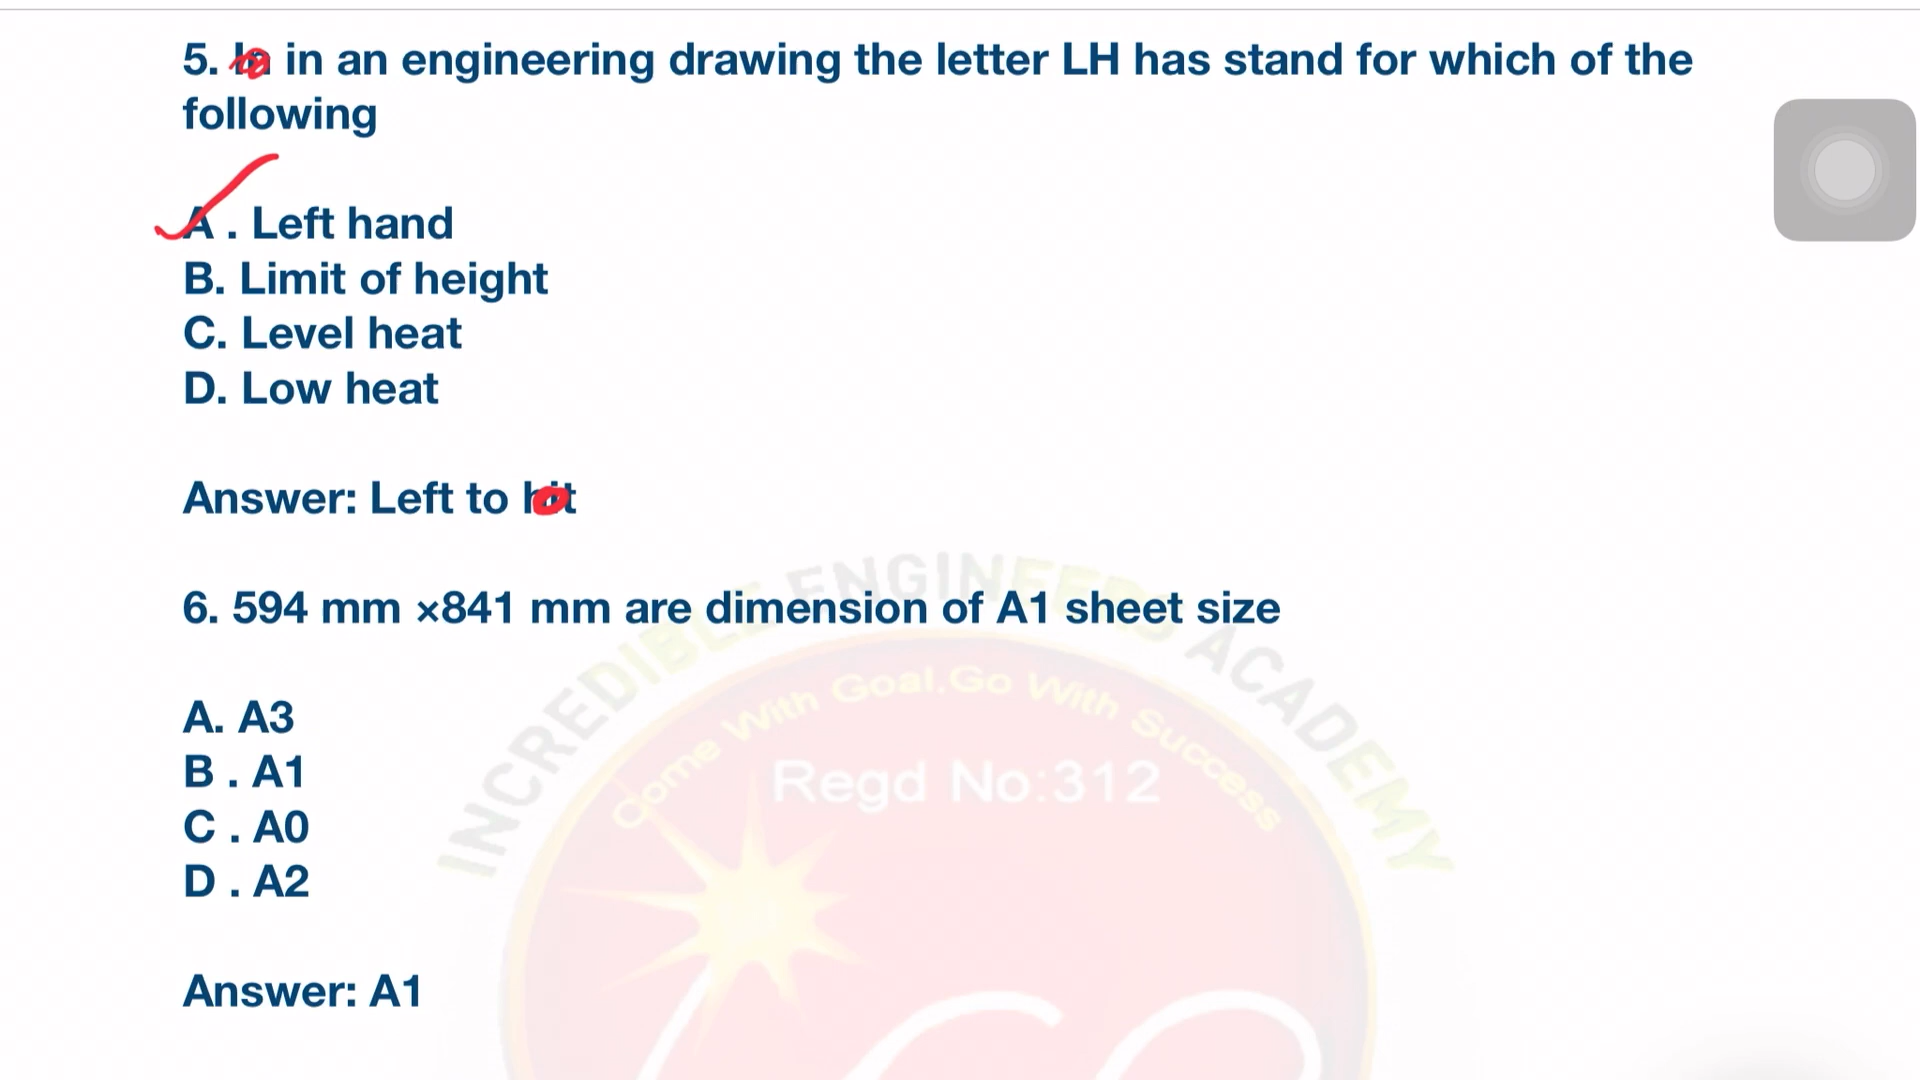 5. in an engineering drawing the letter LH has stand for which of the
following
A . Left hand
B. Limit of height
C. Level heat
D. Low heat
Answer: Left to
6. 594 mm ×841 mm are dimension of A1 sheet size
A. A3
B . A1
C . A0
D . A2
Answer: A1
INCREDIBLE ENGINEERS ACADEMY
Come With Goal.Go With Success
Regd No:312